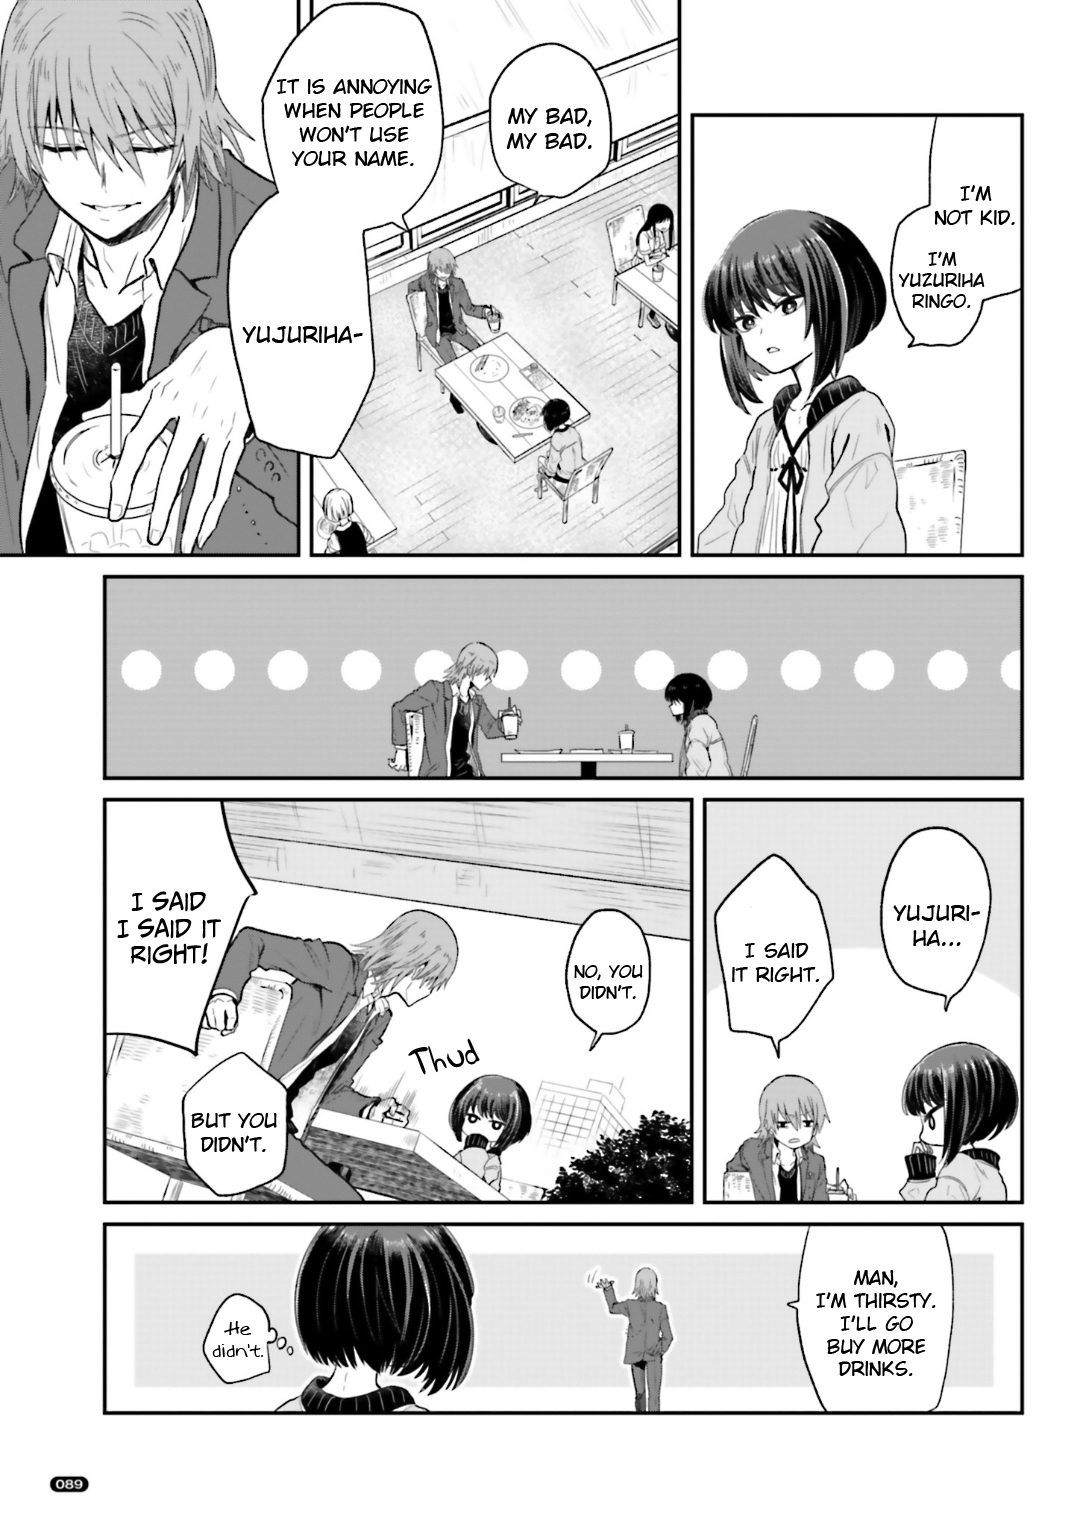 I'M
NOT KID.
I'M
YUZURIHA
RINGO.
MY BAD,
MY BAD.
IT IS ANNOYING
WHEN PEOPLE
WON'T USE
YOUR NAME.
YUJURIHA-
YUJURI-
HA...
I SAID
IT RIGHT.
NO, YOU
DIDN'T.
Thud
I SAID
I SAID IT
RIGHT!
BUT YOU
DIDN'T.
MAN,
I'M THIRSTY.
I'LL GO
BUY MORE
DRINKS.
He
didn't.
089